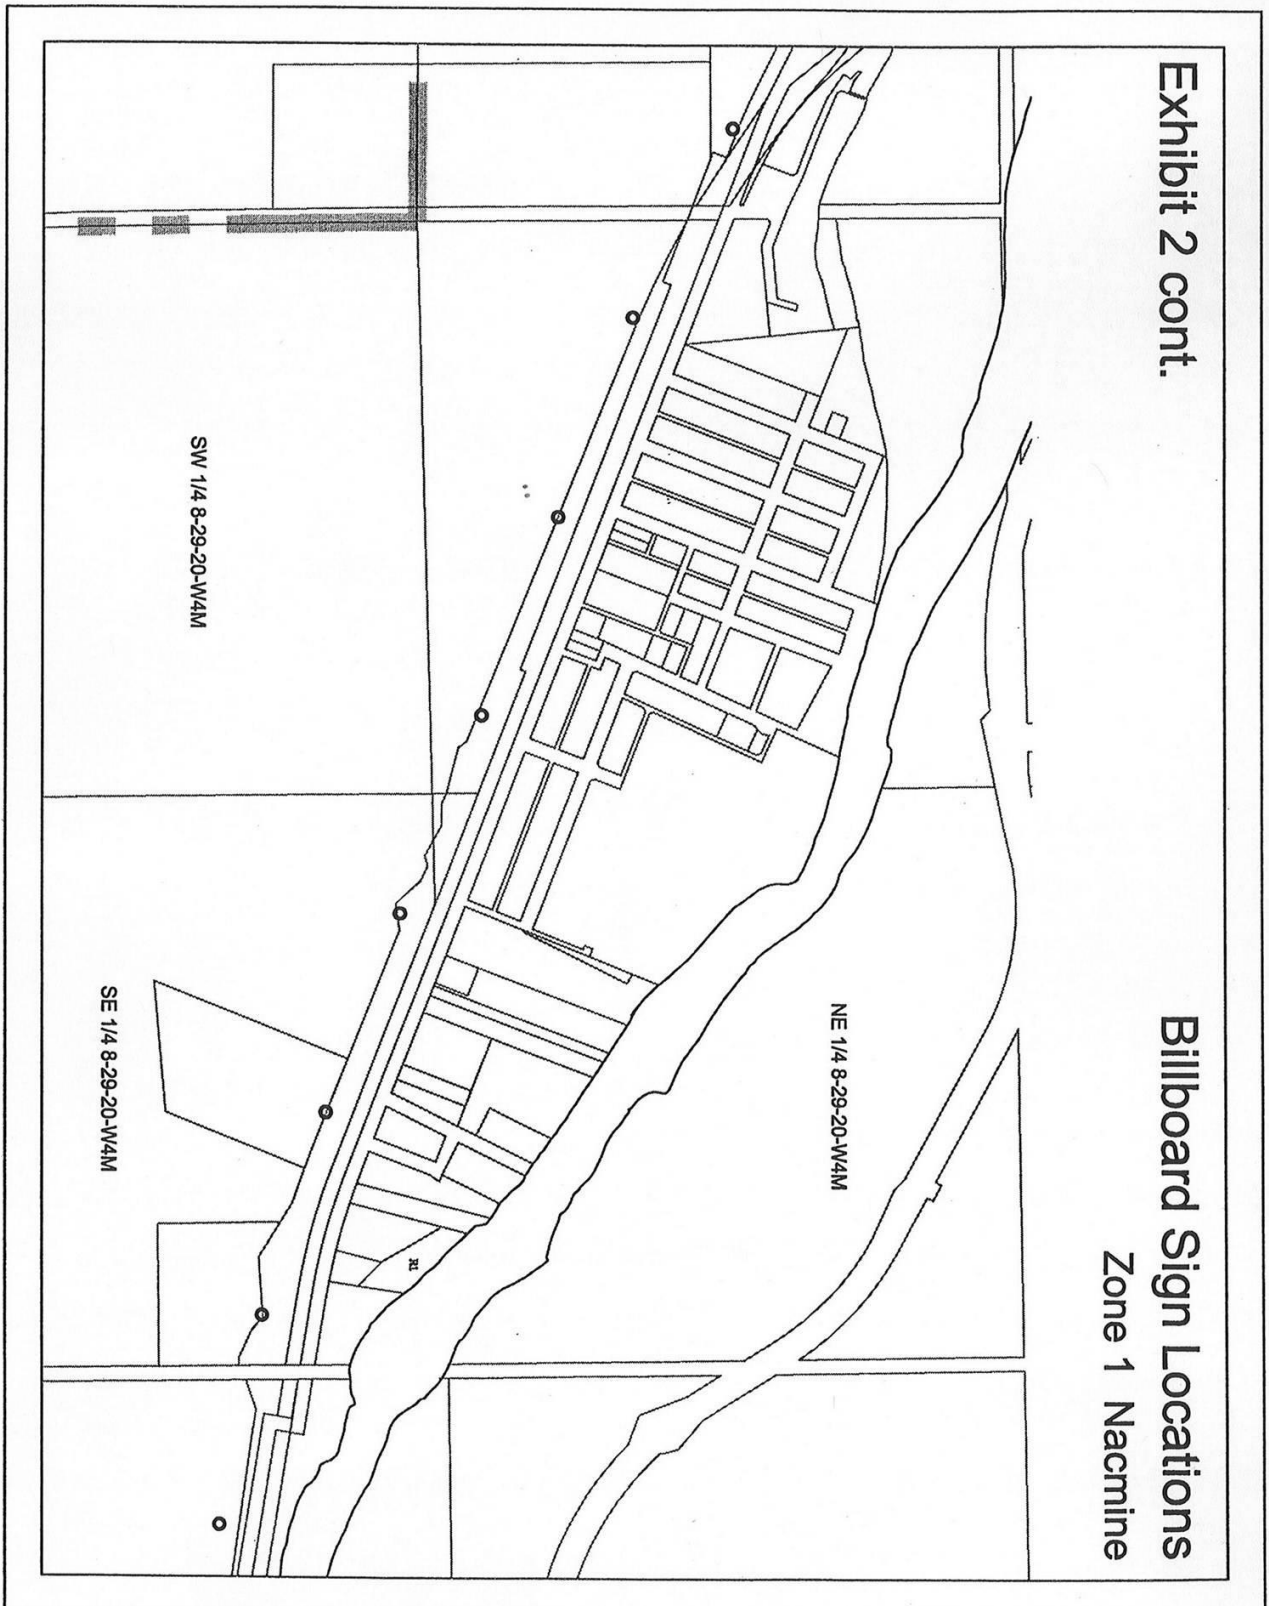 Exhibit 2 cont.
Billboard Sign Locations
Zone 1 Nacmine
NE 1/4 8-29-20-W4M
SW 1/4 8-29-20-W4M
SE 1/4 8-29-20-W4M
R1